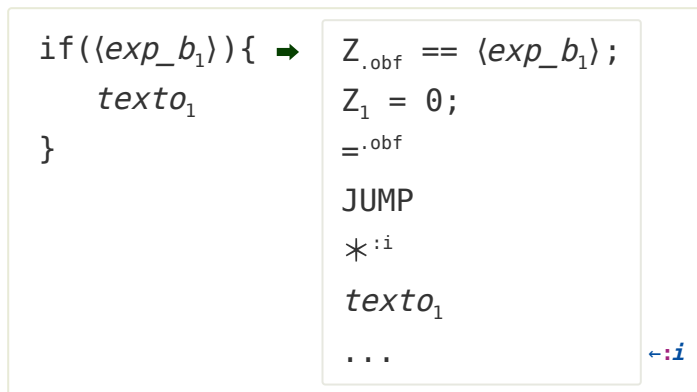 if(⟨exp_b₁⟩){ ➡ Z.obf == ⟨exp_b₁⟩;
texto₁ Z₁ = 0;
} =.obf
JUMP
*:i
texto₁
... ←:i